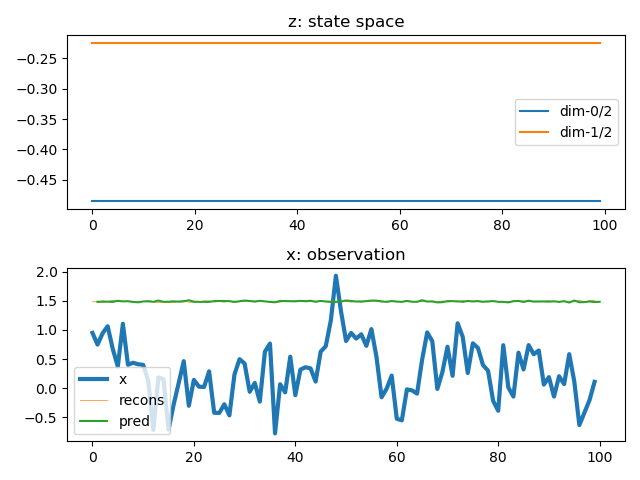 z: state space
−0.25
−0.30
−0.35
−0.40
−0.45
dim-0/2
dim-1/2
0 20 40 60 80 100
x: observation
2.0
1.5
1.0
0.5
0.0
−0.5
x
recons
pred
0 20 40 60 80 100